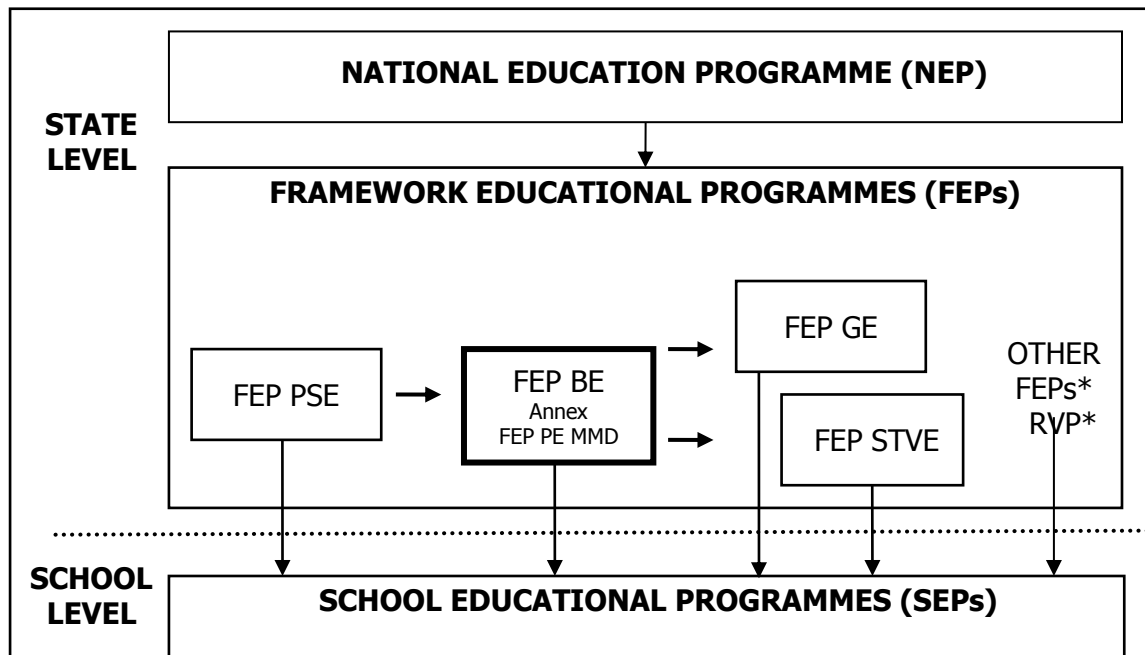 NATIONAL EDUCATION PROGRAMME (NEP)
STATE
LEVEL
FRAMEWORK EDUCATIONAL PROGRAMMES (FEPs)
FEP PSE
FEP BE
Annex
FEP PE MMD
FEP GE
FEP STVE
OTHER
FEPs*
RVP*
SCHOOL
LEVEL
SCHOOL EDUCATIONAL PROGRAMMES (SEPs)